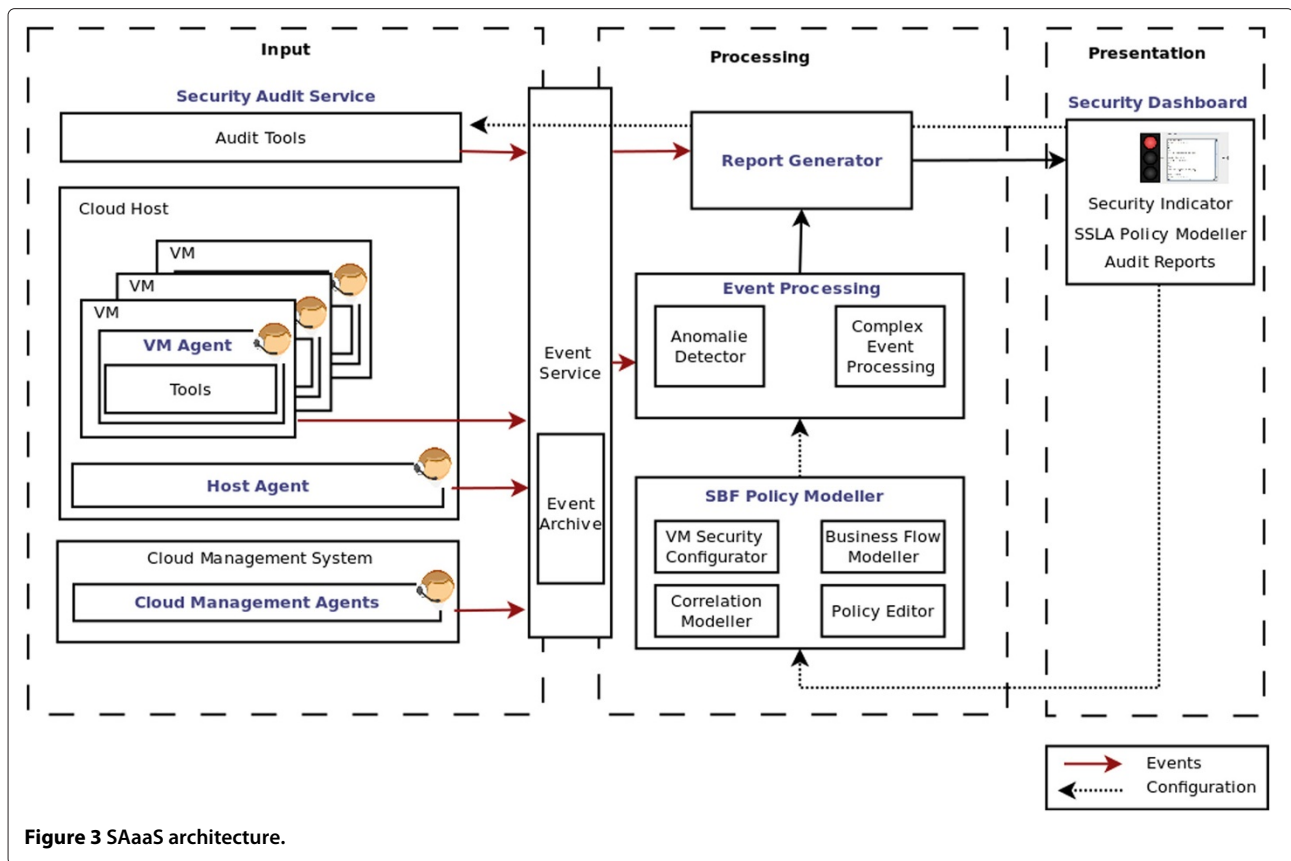 Input
Processing
Presentation
Security Audit Service
Audit Tools
Cloud Host
VM
VM
VM
VM Agent
Tools
Host Agent
Cloud Management System
Cloud Management Agents
Event
Service
Event
Archive
Report Generator
Event Processing
Anomalie
Detector
Complex
Event
Processing
SBF Policy Modeller
VM Security
Configurator
Business Flow
Modeller
Correlation
Modeller
Policy Editor
Security Dashboard
Security Indicator
SSLA Policy Modeller
Audit Reports
Events
Configuration
Figure 3 SAaaS architecture.